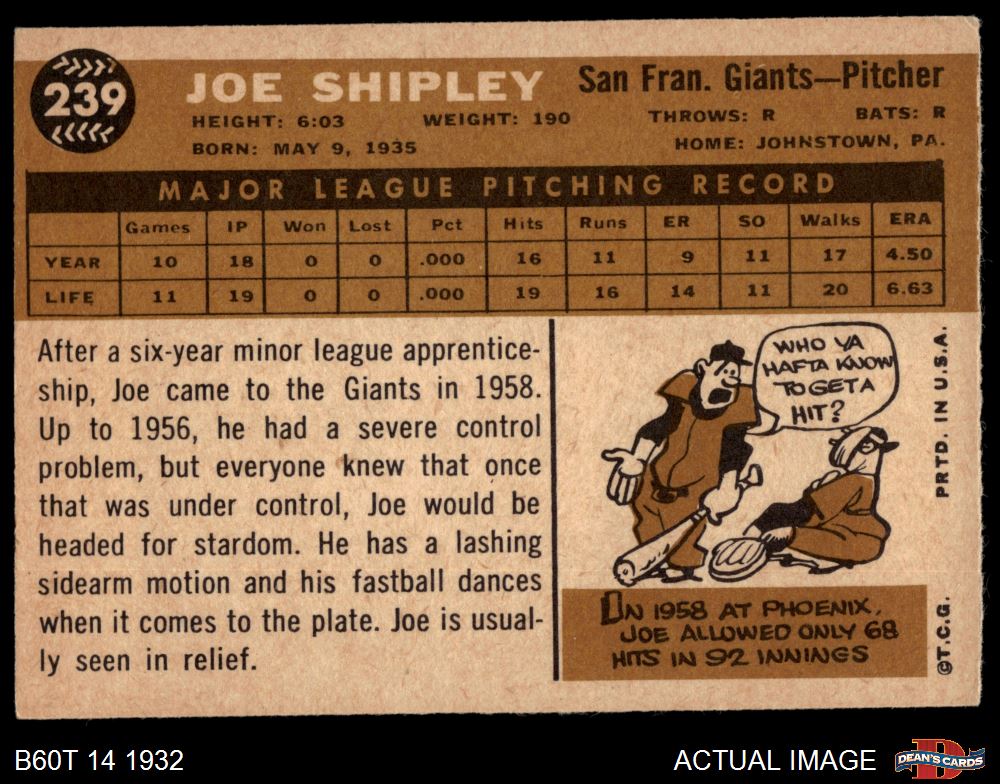 239
JOE SHIPLEY San Fran. Giants—Pitcher
HEIGHT: 6:03 WEIGHT: 190 THROWS: R BATS: R
BORN: MAY 9, 1935 HOME: JOHNSTOWN, PA.
MAJOR LEAGUE PITCHING RECORD
Games IP Won Lost Pct Hits Runs ER SO Walks ERA
YEAR 10 18 0 0 .000 16 11 9 11 17 4.50
LIFE 11 19 0 0 .000 19 16 14 11 20 6.63
After a six-year minor league apprentice-
ship, Joe came to the Giants in 1958.
Up to 1956, he had a severe control
problem, but everyone knew that once
that was under control, Joe would be
headed for stardom. He has a lashing
sidearm motion and his fastball dances
when it comes to the plate. Joe is usual-
ly seen in relief.
WHO YA
HAFTA KNOW
TO GET A
HIT?
IN 1958 AT PHOENIX,
JOE ALLOWED ONLY 68
HITS IN 92 INNINGS
PRTD. IN U.S.A.
©T.C.G.
B60T 14 1932 ACTUAL IMAGE
DEAN'S CARDS